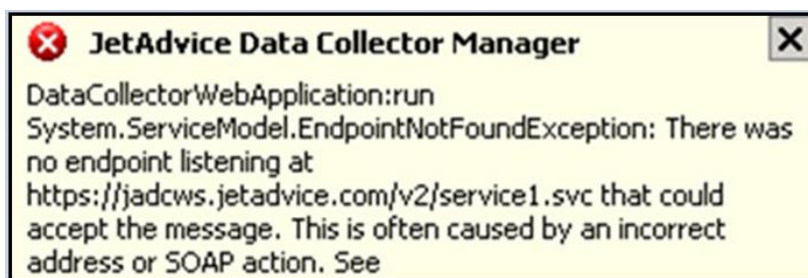 JetAdvice Data Collector Manager
DataCollectorWebApplication:run
System.ServiceModel.EndpointNotFoundException: There was
no endpoint listening at
https://jadcws.jetadvice.com/v2/service1.svc that could
accept the message. This is often caused by an incorrect
address or SOAP action. See